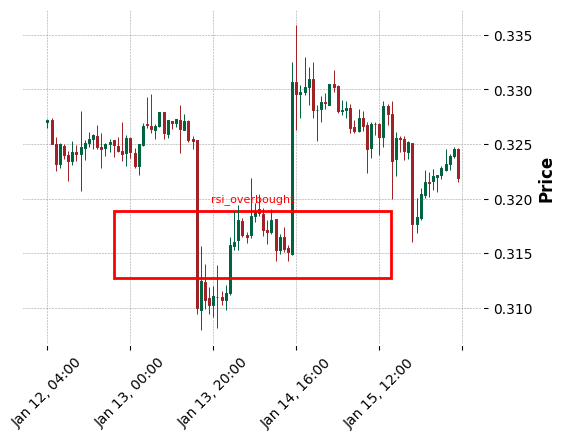 0.335
0.330
0.325
0.320
0.315
0.310
Price
rsi_overbought
Jan 12, 04:00
Jan 13, 00:00
Jan 13, 20:00
Jan 14, 16:00
Jan 15, 12:00